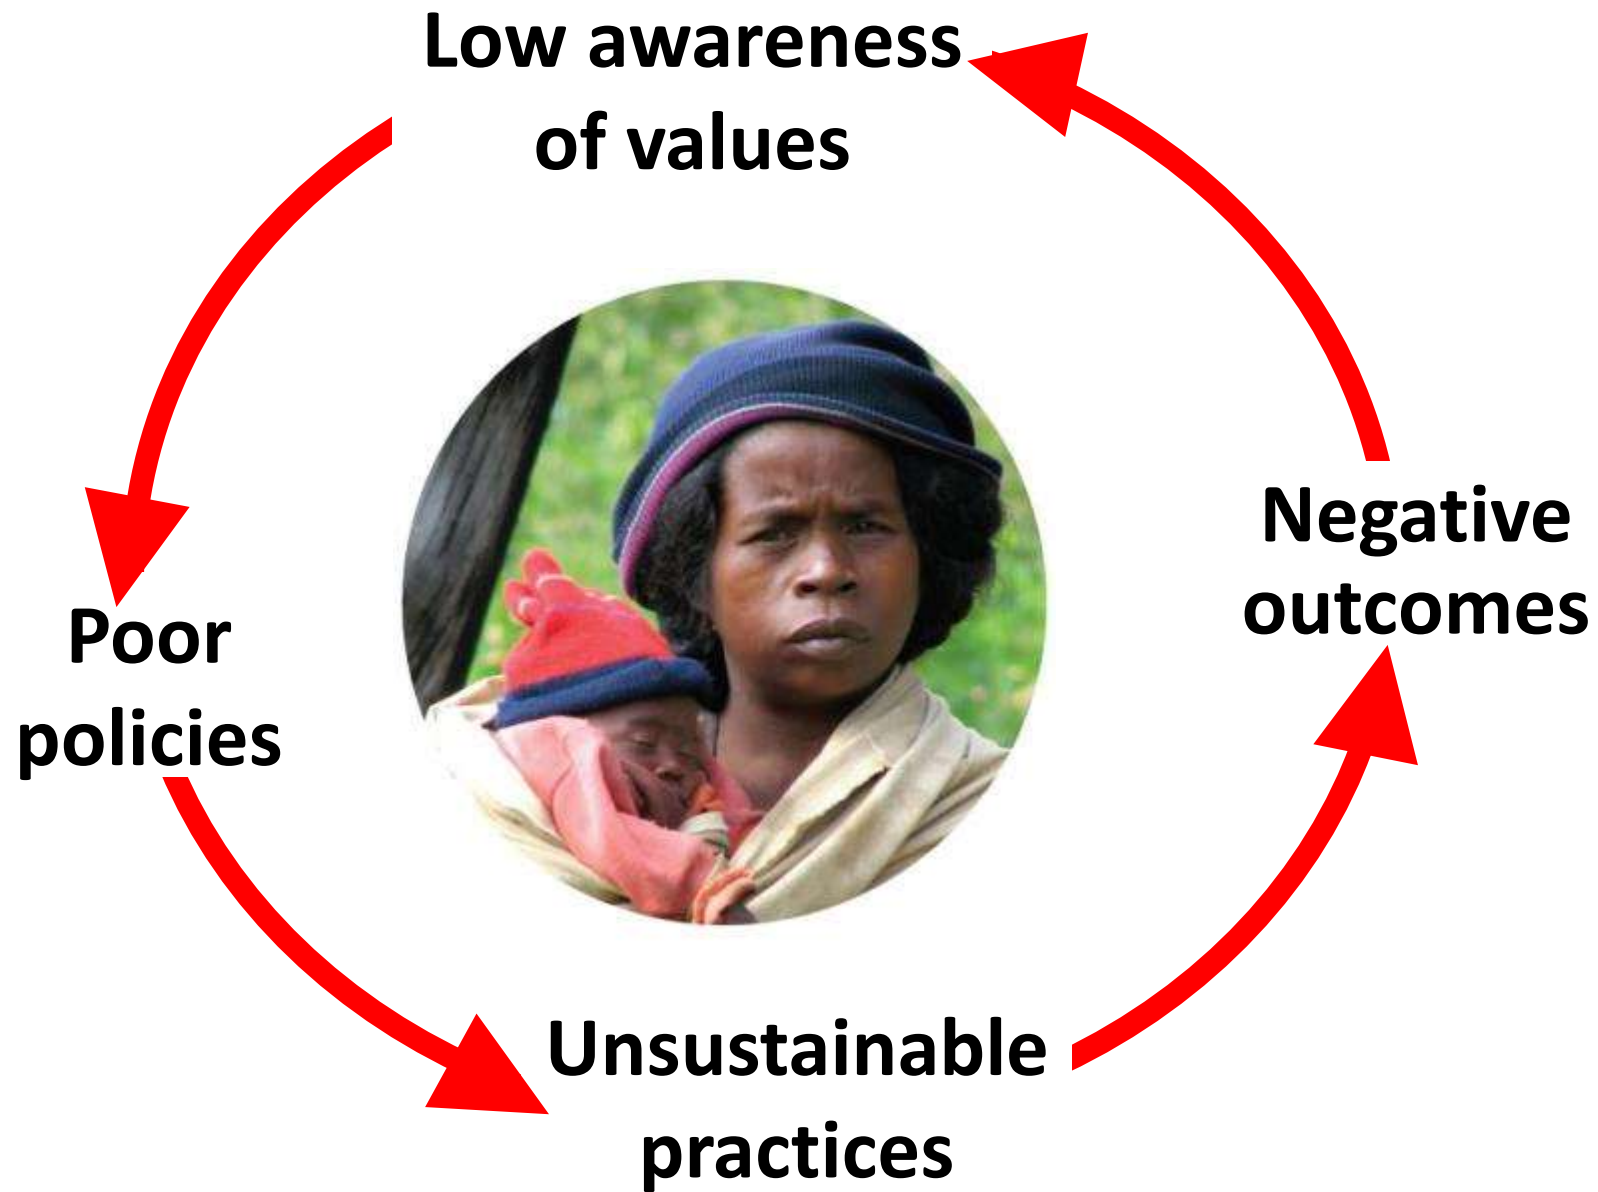 Low awareness
of values
Negative
outcomes
Poor
policies
Unsustainable
practices